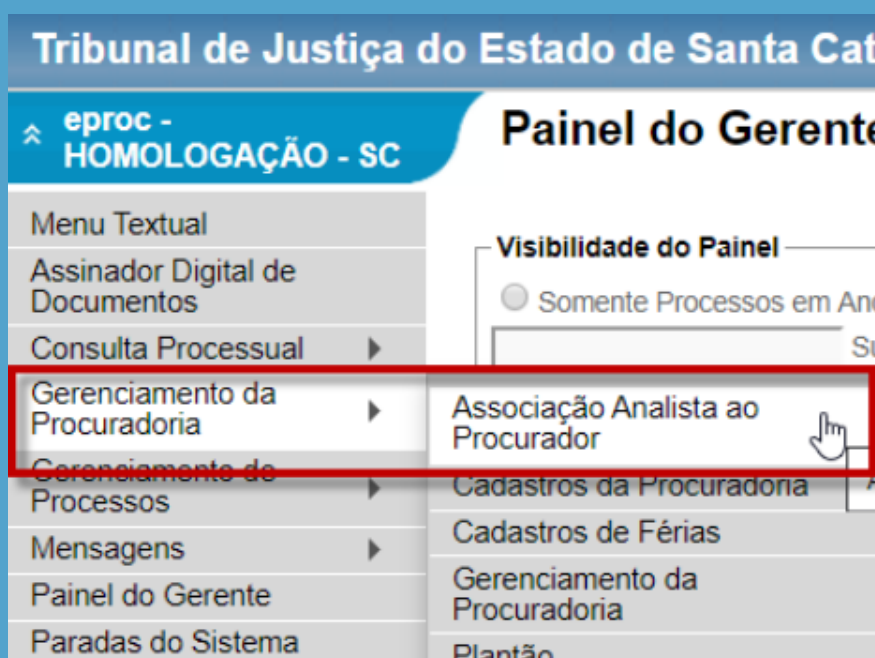 Tribunal de Justiça do Estado de Santa Cat
eproc -
HOMOLOGAÇÃO - SC
Painel do Gerente
Menu Textual
Assinador Digital de
Documentos
Consulta Processual
Gerenciamento da
Procuradoria
Gerenciamento de
Processos
Mensagens
Painel do Gerente
Paradas do Sistema
Visibilidade do Painel
Somente Processos em And
Su
Associação Analista ao
Procurador
Cadastros da Procuradoria
Cadastros de Férias
Gerenciamento da
Procuradoria
Plantão